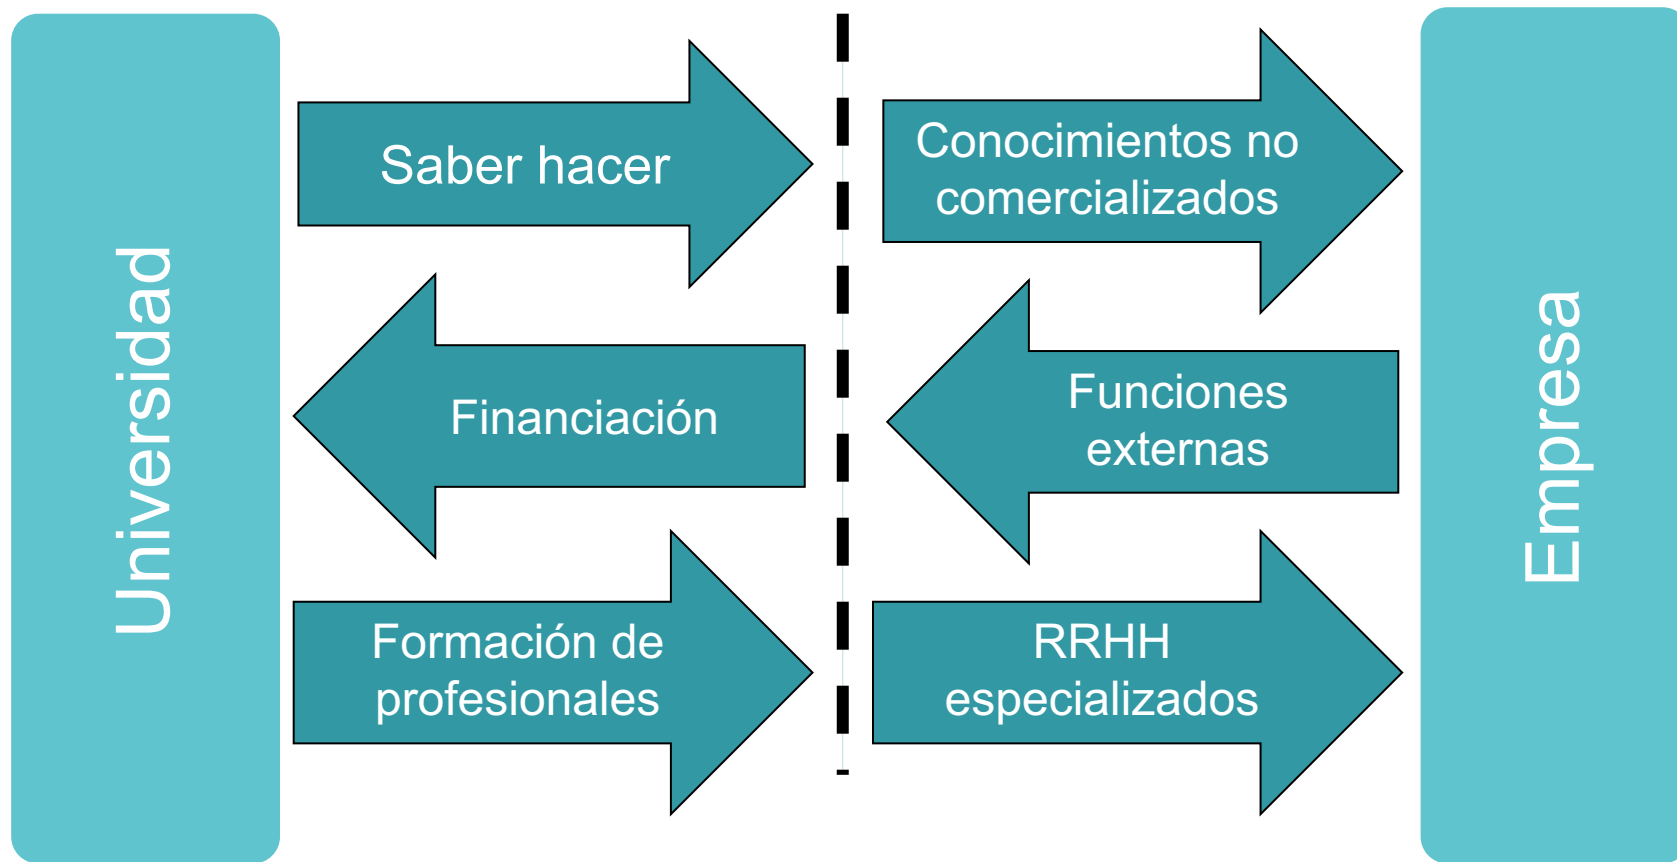 Universidad
Saber hacer
Conocimientos no
comercializados
Financiación
Funciones
externas
Formación de
profesionales
RRHH
especializados
Empresa